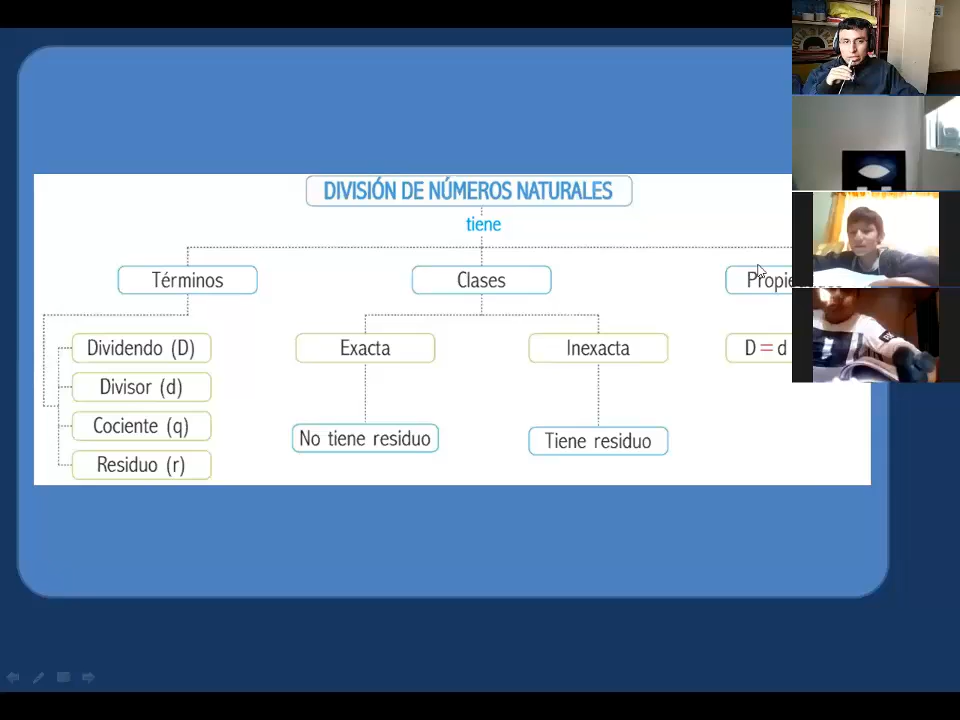 DIVISIÓN DE NÚMEROS NATURALES
tiene
Términos
Clases
Dividendo (D)
Exacta
Inexacta
D = d
Divisor (d)
Cociente (q)
No tiene residuo
Tiene residuo
Residuo (r)